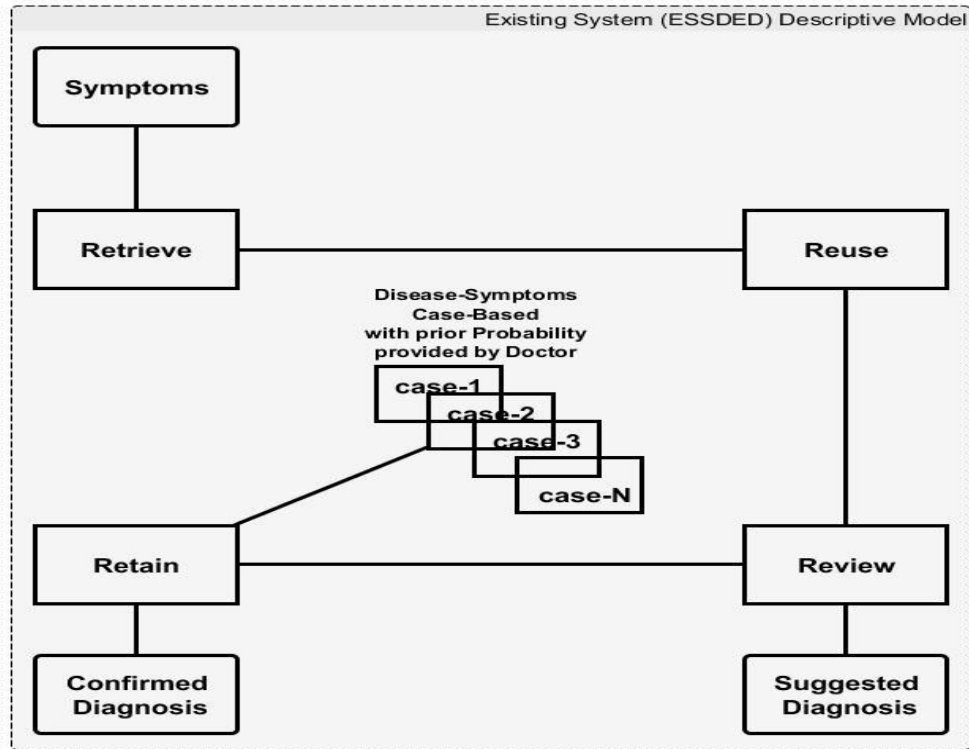 Existing System (ESSDED) Descriptive Model
Symptoms
Retrieve
Reuse
Disease-Symptoms
Case-Based
with prior Probability
provided by Doctor
case-1
case-2
case-3
case-N
Retain
Review
Confirmed
Diagnosis
Suggested
Diagnosis